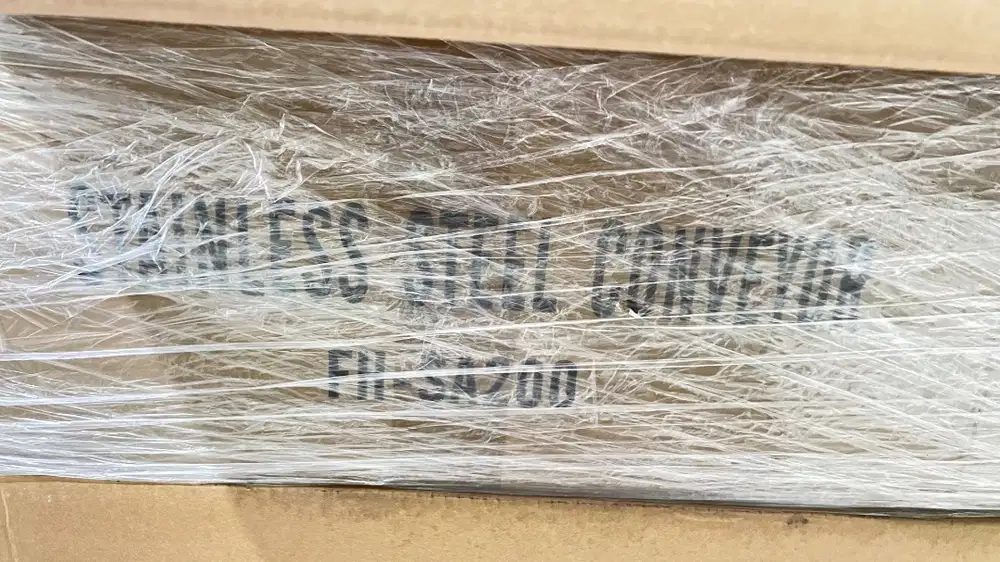 STAINLESS STEEL CONVEYOR
FH-SA200